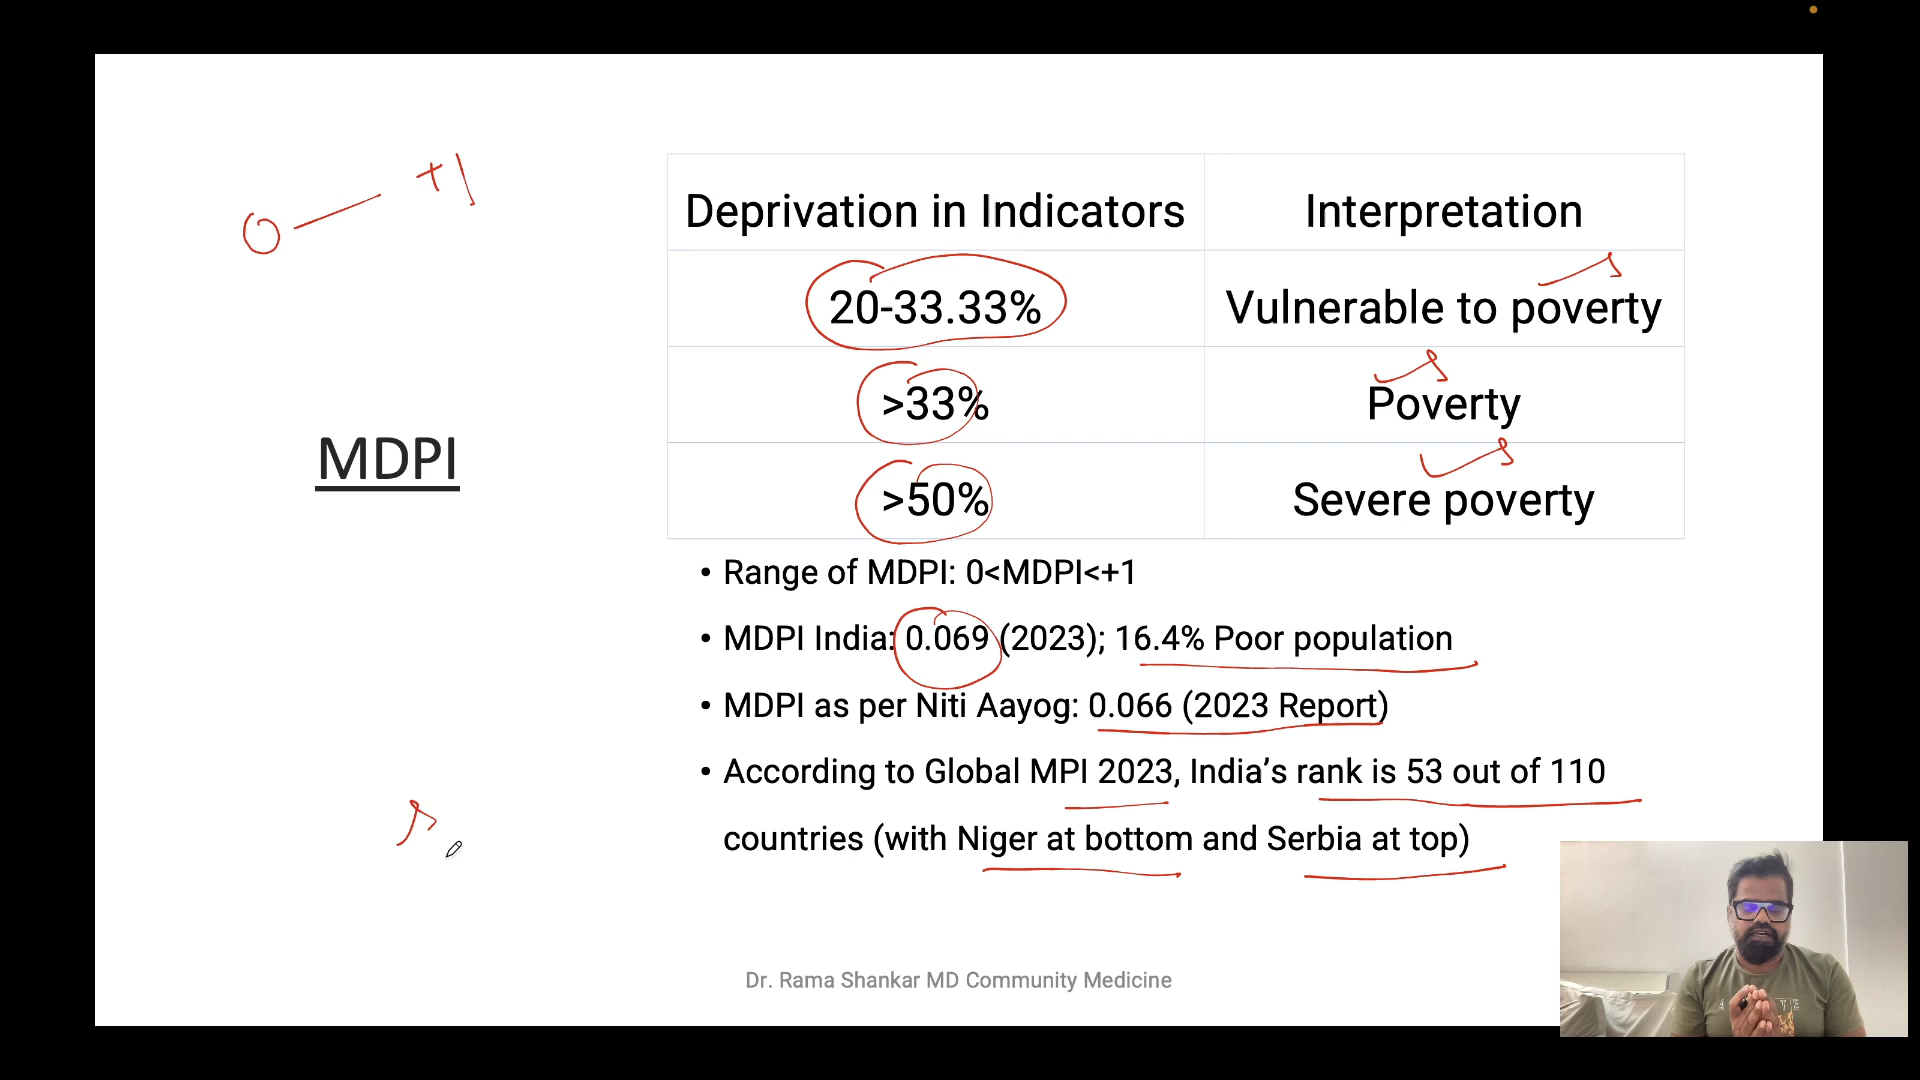 0 — +1
Deprivation in Indicators Interpretation
20-33.33% Vulnerable to poverty
>33% Poverty
MDPI
>50% Severe poverty
• Range of MDPI: 0<MDPI<+1
• MDPI India: 0.069 (2023); 16.4% Poor population
• MDPI as per Niti Aayog: 0.066 (2023 Report)
• According to Global MPI 2023, India’s rank is 53 out of 110
countries (with Niger at bottom and Serbia at top)
Dr. Rama Shankar MD Community Medicine